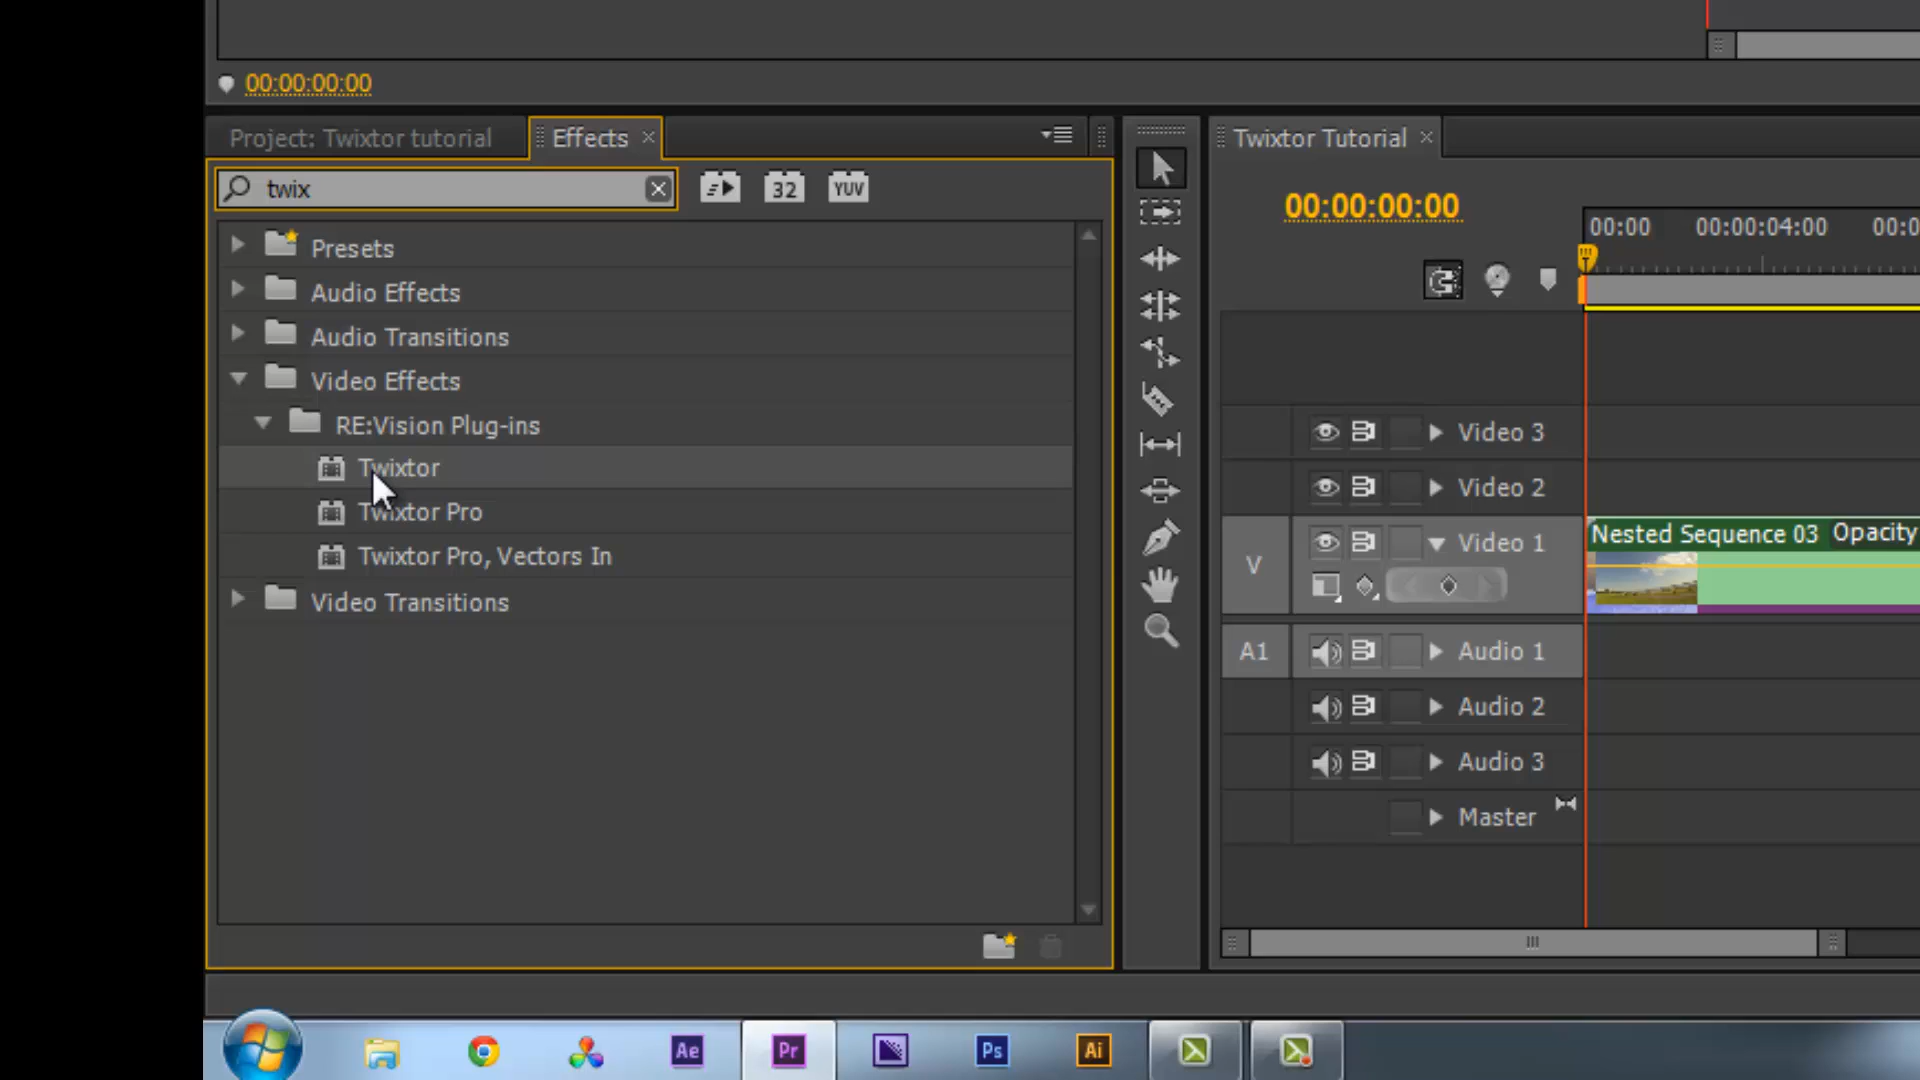 00:00:00:00
Project: Twixtor tutorial
Effects
twix
32
YUV
Presets
Audio Effects
Audio Transitions
Video Effects
RE:Vision Plug-ins
Twixtor
Twixtor Pro
Twixtor Pro, Vectors In
Video Transitions
Twixtor Tutorial
00:00:00:00
00:00 00:00:04:00 00:0
Video 3
Video 2
V
Video 1
Nested Sequence 03 Opacity
A1
Audio 1
Audio 2
Audio 3
Master
Ae
Pr
Ps
Ai